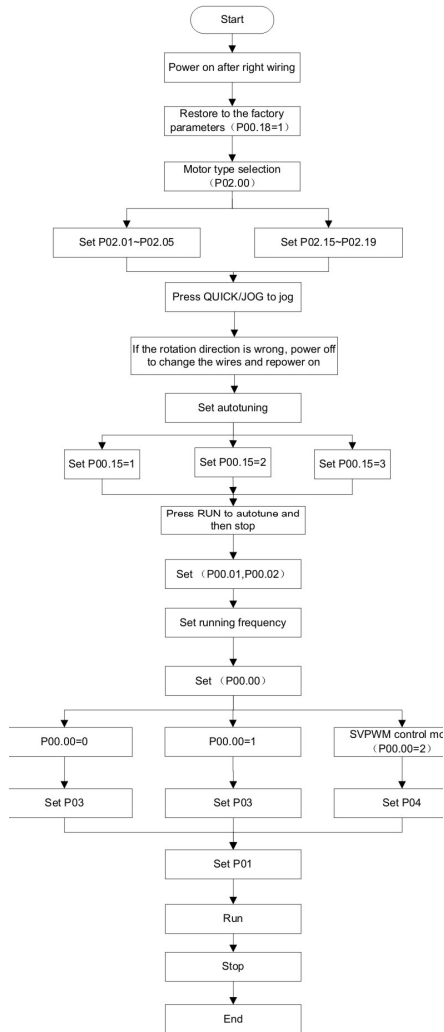 Start
Power on after right wiring
Restore to the factory
parameters（P00.18=1）
Motor type selection
(P02.00)
Set P02.01~P02.05
Set P02.15~P02.19
Press QUICK/JOG to jog
If the rotation direction is wrong, power off
to change the wires and repower on
Set autotuning
Set P00.15=1
Set P00.15=2
Set P00.15=3
Press RUN to autotune and
then stop
Set （P00.01,P00.02）
Set running frequency
Set （P00.00）
P00.00=0
P00.00=1
SVPWM control mo
（P00.00=2）
Set P03
Set P03
Set P04
Set P01
Run
Stop
End